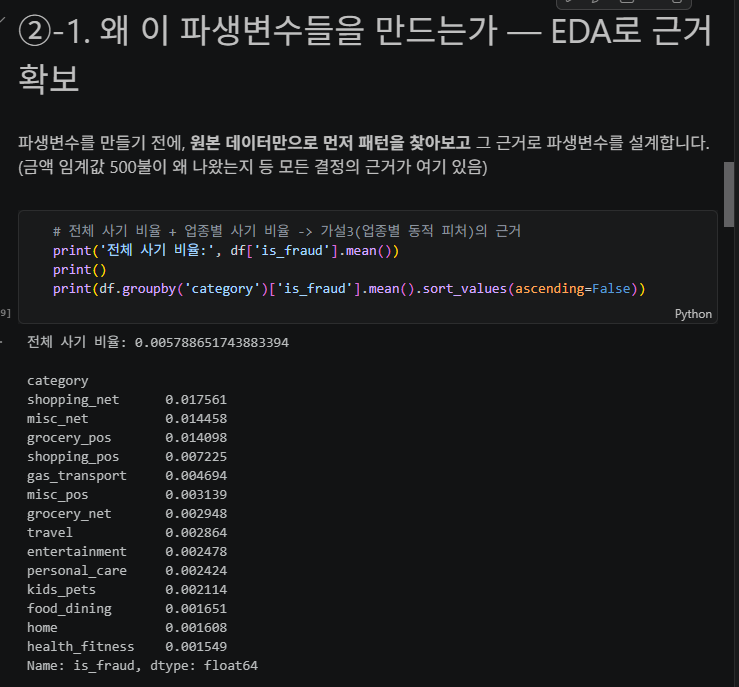 ②-1. 왜 이 파생변수들을 만드는가 — EDA로 근거
확보
파생변수를 만들기 전에, 원본 데이터만으로 먼저 패턴을 찾아보고 그 근거로 파생변수를 설계합니다.
(금액 임계값 500불이 왜 나왔는지 등 모든 결정의 근거가 여기 있음)
# 전체 사기 비율 + 업종별 사기 비율 -> 가설3(업종별 동적 피처)의 근거
print('전체 사기 비율:', df['is_fraud'].mean())
print()
print(df.groupby('category')['is_fraud'].mean().sort_values(ascending=False))
9]
Python
전체 사기 비율: 0.005788651743883394
category
shopping_net 0.017561
misc_net 0.014458
grocery_pos 0.014098
shopping_pos 0.007225
gas_transport 0.004694
misc_pos 0.003139
grocery_net 0.002948
travel 0.002864
entertainment 0.002478
personal_care 0.002424
kids_pets 0.002114
food_dining 0.001651
home 0.001608
health_fitness 0.001549
Name: is_fraud, dtype: float64